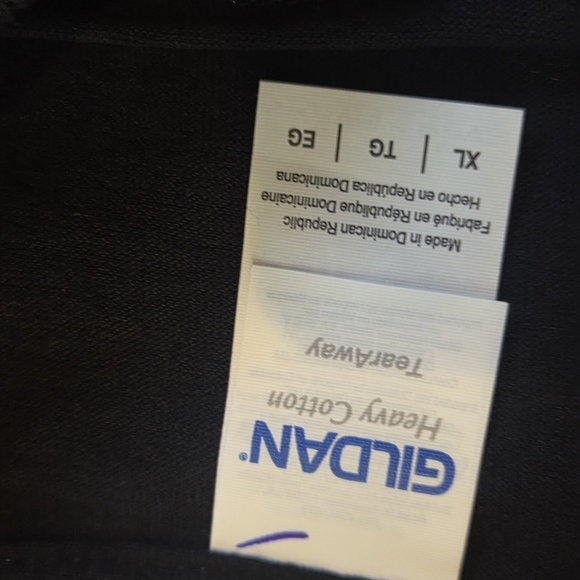 GILDAN®
Heavy Cotton
TearAway
Made in Dominican Republic
Fabriqué en République Dominicaine
Hecho en República Dominicana
XL | TG | EG